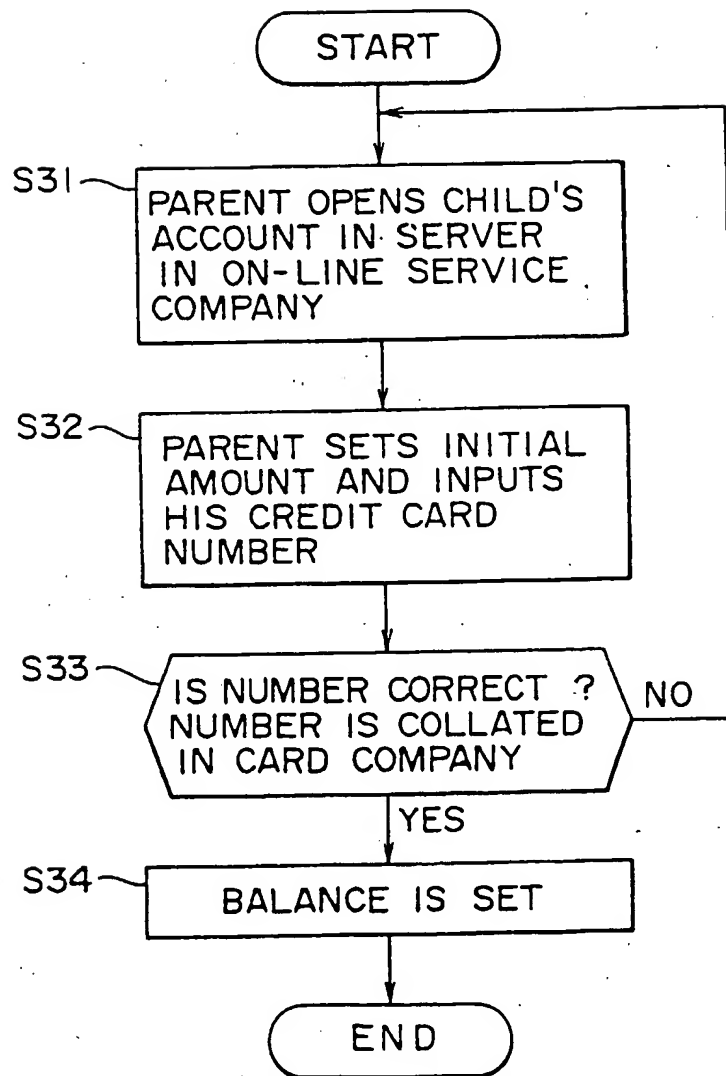 START
S31
PARENT OPENS CHILD'S
ACCOUNT IN SERVER
IN ON-LINE SERVICE
COMPANY
S32
PARENT SETS INITIAL
AMOUNT AND INPUTS
HIS CREDIT CARD
NUMBER
S33
IS NUMBER CORRECT ?
NUMBER IS COLLATED
IN CARD COMPANY
NO
YES
S34
BALANCE IS SET
END